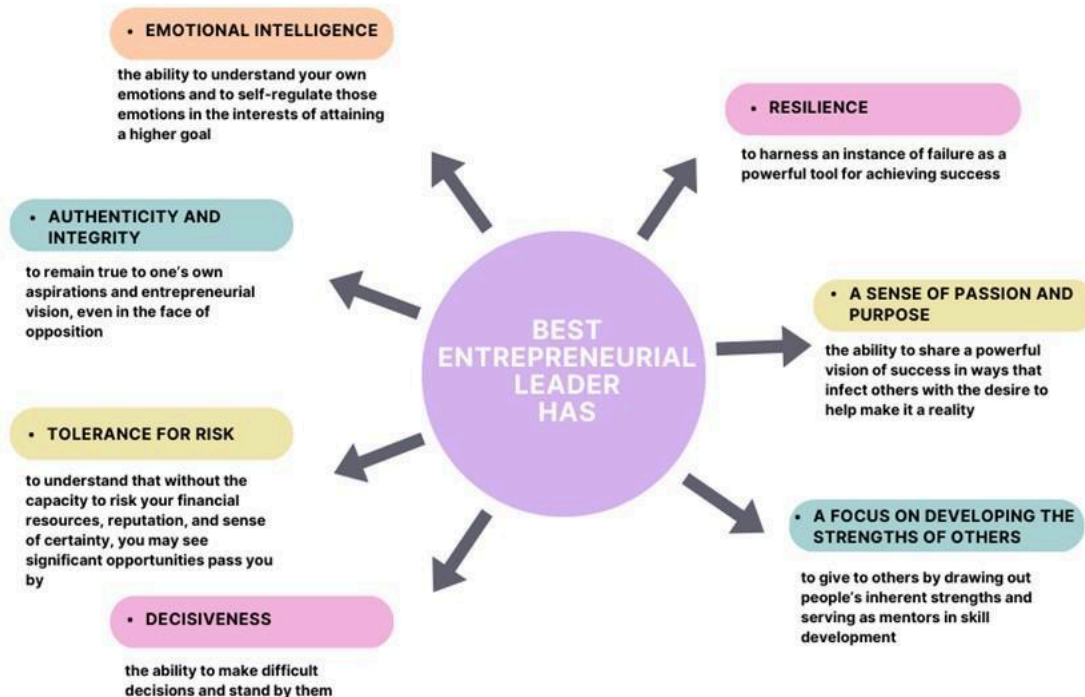 • EMOTIONAL INTELLIGENCE
the ability to understand your own
emotions and to self-regulate those
emotions in the interests of attaining
a higher goal
• AUTHENTICITY AND
INTEGRITY
to remain true to one’s own
aspirations and entrepreneurial
vision, even in the face of
opposition
• TOLERANCE FOR RISK
to understand that without the
capacity to risk your financial
resources, reputation, and sense
of certainty, you may see
significant opportunities pass you
by
• DECISIVENESS
the ability to make difficult
decisions and stand by them
BEST
ENTREPRENEURIAL
LEADER
HAS
• RESILIENCE
to harness an instance of failure as a
powerful tool for achieving success
• A SENSE OF PASSION AND
PURPOSE
the ability to share a powerful
vision of success in ways that
infect others with the desire to
help make it a reality
• A FOCUS ON DEVELOPING THE
STRENGTHS OF OTHERS
to give to others by drawing out
people’s inherent strengths and
serving as mentors in skill
development